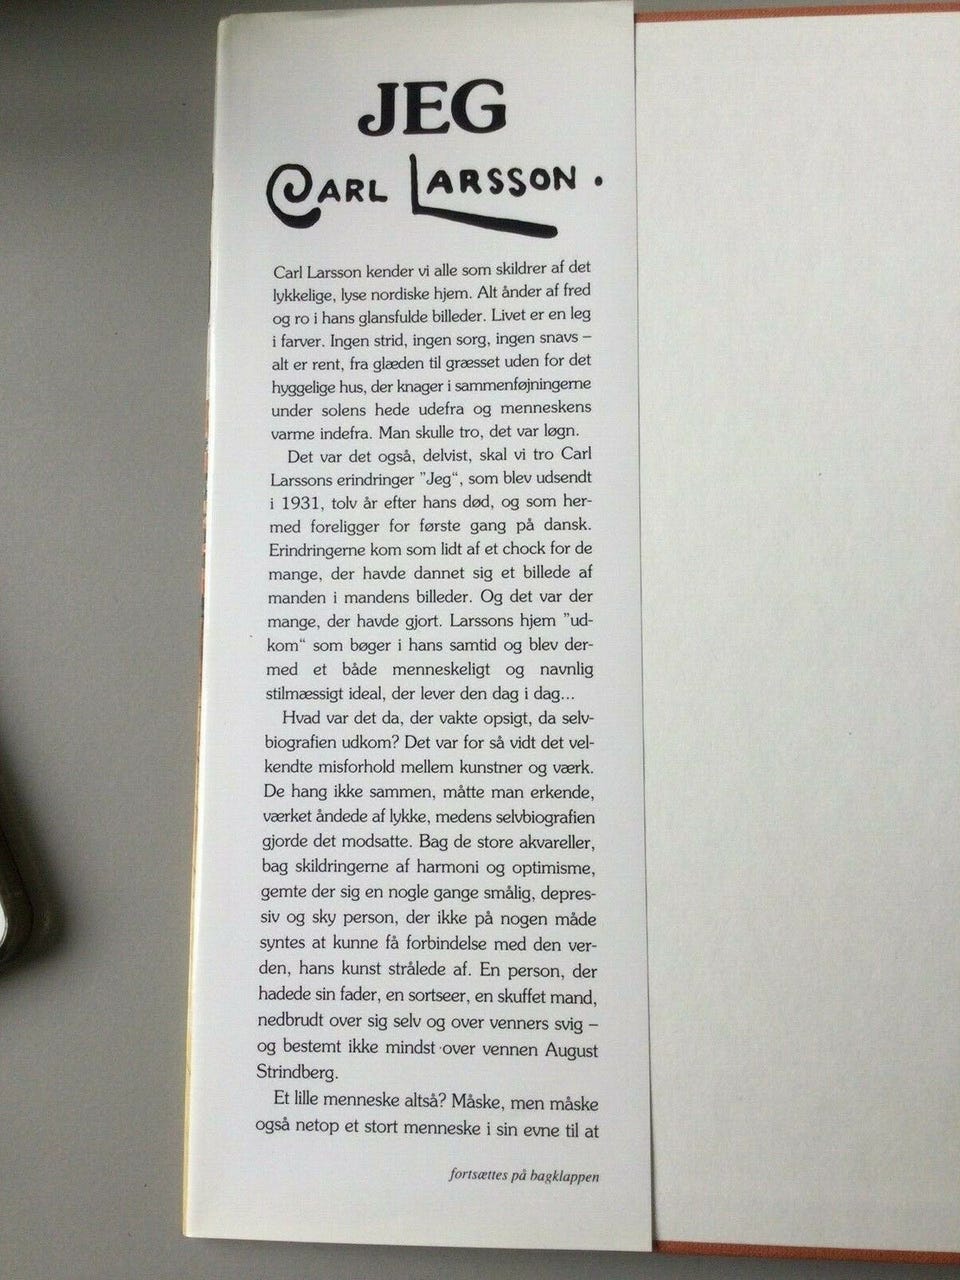 JEG
CARL LARSSON.
Carl Larsson kender vi alle som skildrer af det
lykkelige, lyse nordiske hjem. Alt ånder af fred
og ro i hans glansfulde billeder. Livet er en leg
i farver. Ingen strid, ingen sorg, ingen snavs –
alt er rent, fra glæden til græsset uden for det
hyggelige hus, der knager i sammenføjningerne
under solens hede udefra og menneskens
varme indefra. Man skulle tro, det var løgn.
Det var det også, delvist, skal vi tro Carl
Larssons erindringer "Jeg“, som blev udsendt
i 1931, tolv år efter hans død, og som her-
med foreligger for første gang på dansk.
Erindringerne kom som lidt af et chock for de
mange, der havde dannet sig et billede af
manden i mandens billeder. Og det var der
mange, der havde gjort. Larssons hjem "ud-
kom“ som bøger i hans samtid og blev der-
med et både menneskeligt og navnlig
stilmæssigt ideal, der lever den dag i dag...
Hvad var det da, der vakte opsigt, da selv-
biografien udkom? Det var for så vidt det vel-
kendte misforhold mellem kunstner og værk.
De hang ikke sammen, måtte man erkende,
værket åndede af lykke, medens selvbiografien
gjorde det modsatte. Bag de store akvareller,
bag skildringerne af harmoni og optimisme,
gemte der sig en nogle gange smålig, depres-
siv og sky person, der ikke på nogen måde
syntes at kunne få forbindelse med den ver-
den, hans kunst strålede af. En person, der
hadede sin fader, en sortseer, en skuffet mand,
nedbrudt over sig selv og over venners svig –
og bestemt ikke mindst over vennen August
Strindberg.
Et lille menneske altså? Måske, men måske
også netop et stort menneske i sin evne til at
fortsættes på bagklappen